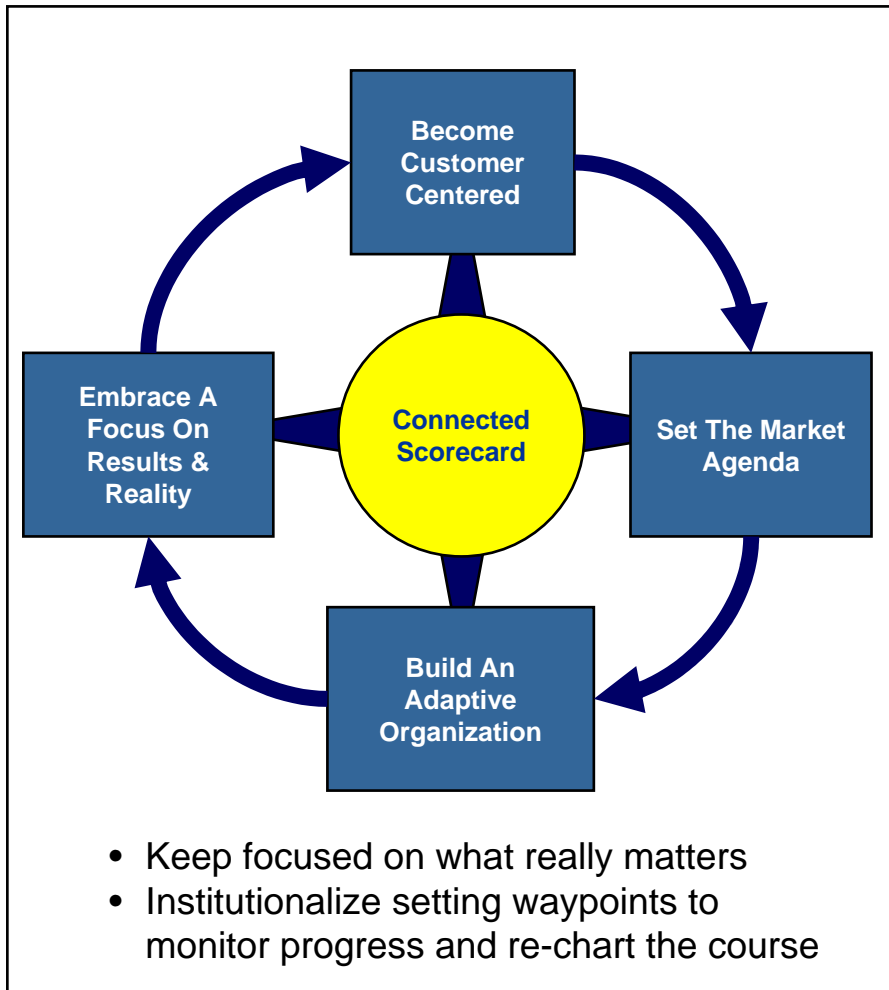 Become
Customer
Centered
Embrace A
Focus On
Results &
Reality
Connected
Scorecard
Set The Market
Agenda
Build An
Adaptive
Organization
• Keep focused on what really matters
• Institutionalize setting waypoints to
monitor progress and re-chart the course